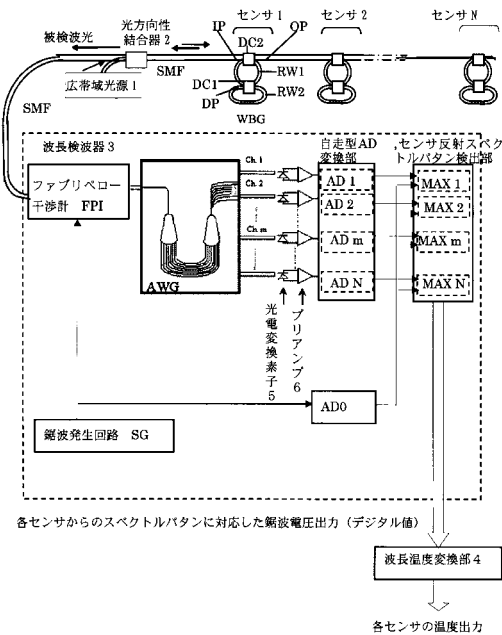 被検波光
光方向性
結合器 2
センサ 1
センサ 2
センサ N
IP
DC2
OP
SMF
広帯域光源 1
DC1
RW1
DP
RW2
WBG
SMF
波長検波器 3
自走型AD
変換部
センサ反射スペク
トルパタン検出部
ファブリペロー
干渉計 FPI
Ch. 1
Ch. 2
Ch. m
AWG
AD 1
AD 2
AD m
AD N
MAX 1
MAX 2
MAX m
MAX N
光電変換素子 5
プリアンプ 6
AD0
鋸波発生回路 SG
各センサからのスペクトルパタンに対応した鋸波電圧出力（デジタル値）
波長温度変換部 4
各センサの温度出力